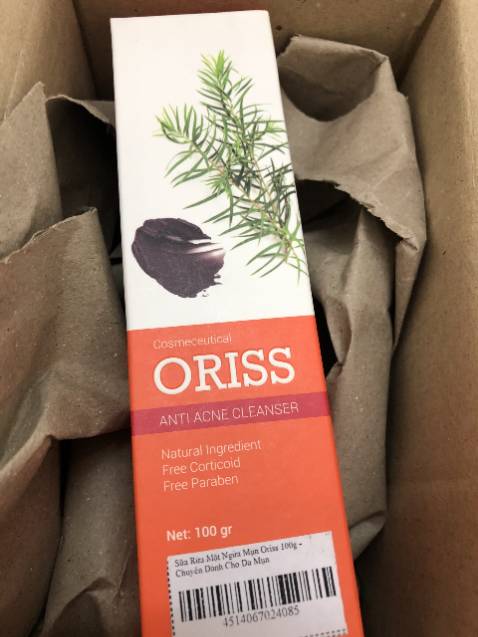 Cosmeceutical
ORISS
ANTI ACNE CLEANSER
Natural Ingredient
Free Corticoid
Free Paraben
Net: 100 gr
Sữa Rửa Mặt Ngừa Mụn Oriss 100g -
Chuyên Dành Cho Da Mụn
4514067024085